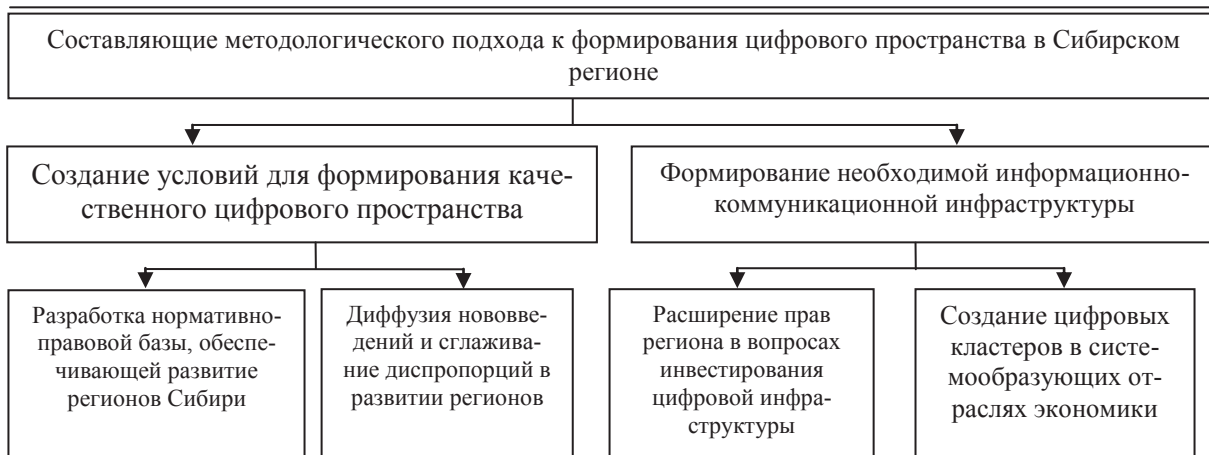 Составляющие методологического подхода к формирования цифрового пространства в Сибирском
регионе
Создание условий для формирования каче-
ственного цифрового пространства
Формирование необходимой информационно-
коммуникационной инфраструктуры
Разработка нормативно-
правовой базы, обеспе-
чивающей развитие
регионов Сибири
Диффузия нововве-
дений и сглажива-
ние диспропорций в
развитии регионов
Расширение прав
региона в вопросах
инвестирования
цифровой инфра-
структуры
Создание цифровых
кластеров в систе-
мообразующих от-
раслях экономики